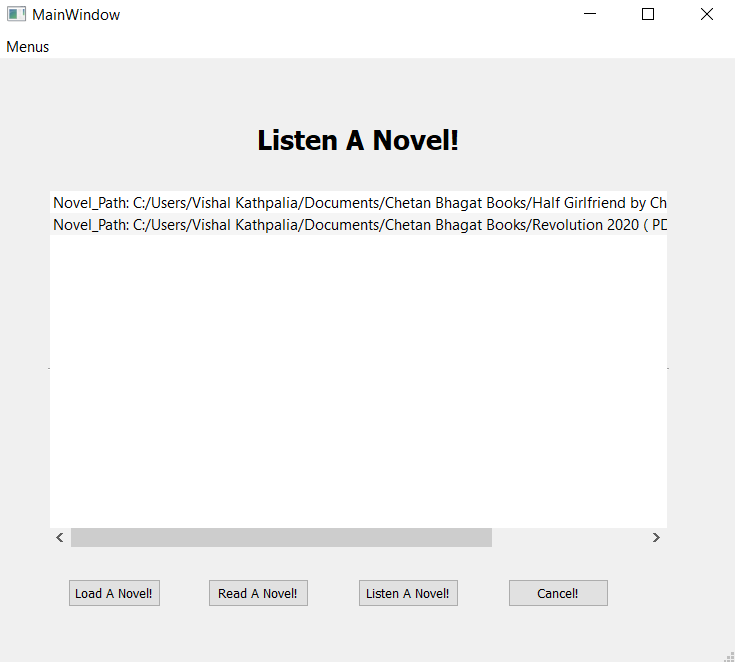 MainWindow
Menus
Listen A Novel!
Novel_Path: C:/Users/Vishal Kathpalia/Documents/Chetan Bhagat Books/Half Girlfriend by Ch
Novel_Path: C:/Users/Vishal Kathpalia/Documents/Chetan Bhagat Books/Revolution 2020 ( PD
Load A Novel! Read A Novel! Listen A Novel! Cancel!